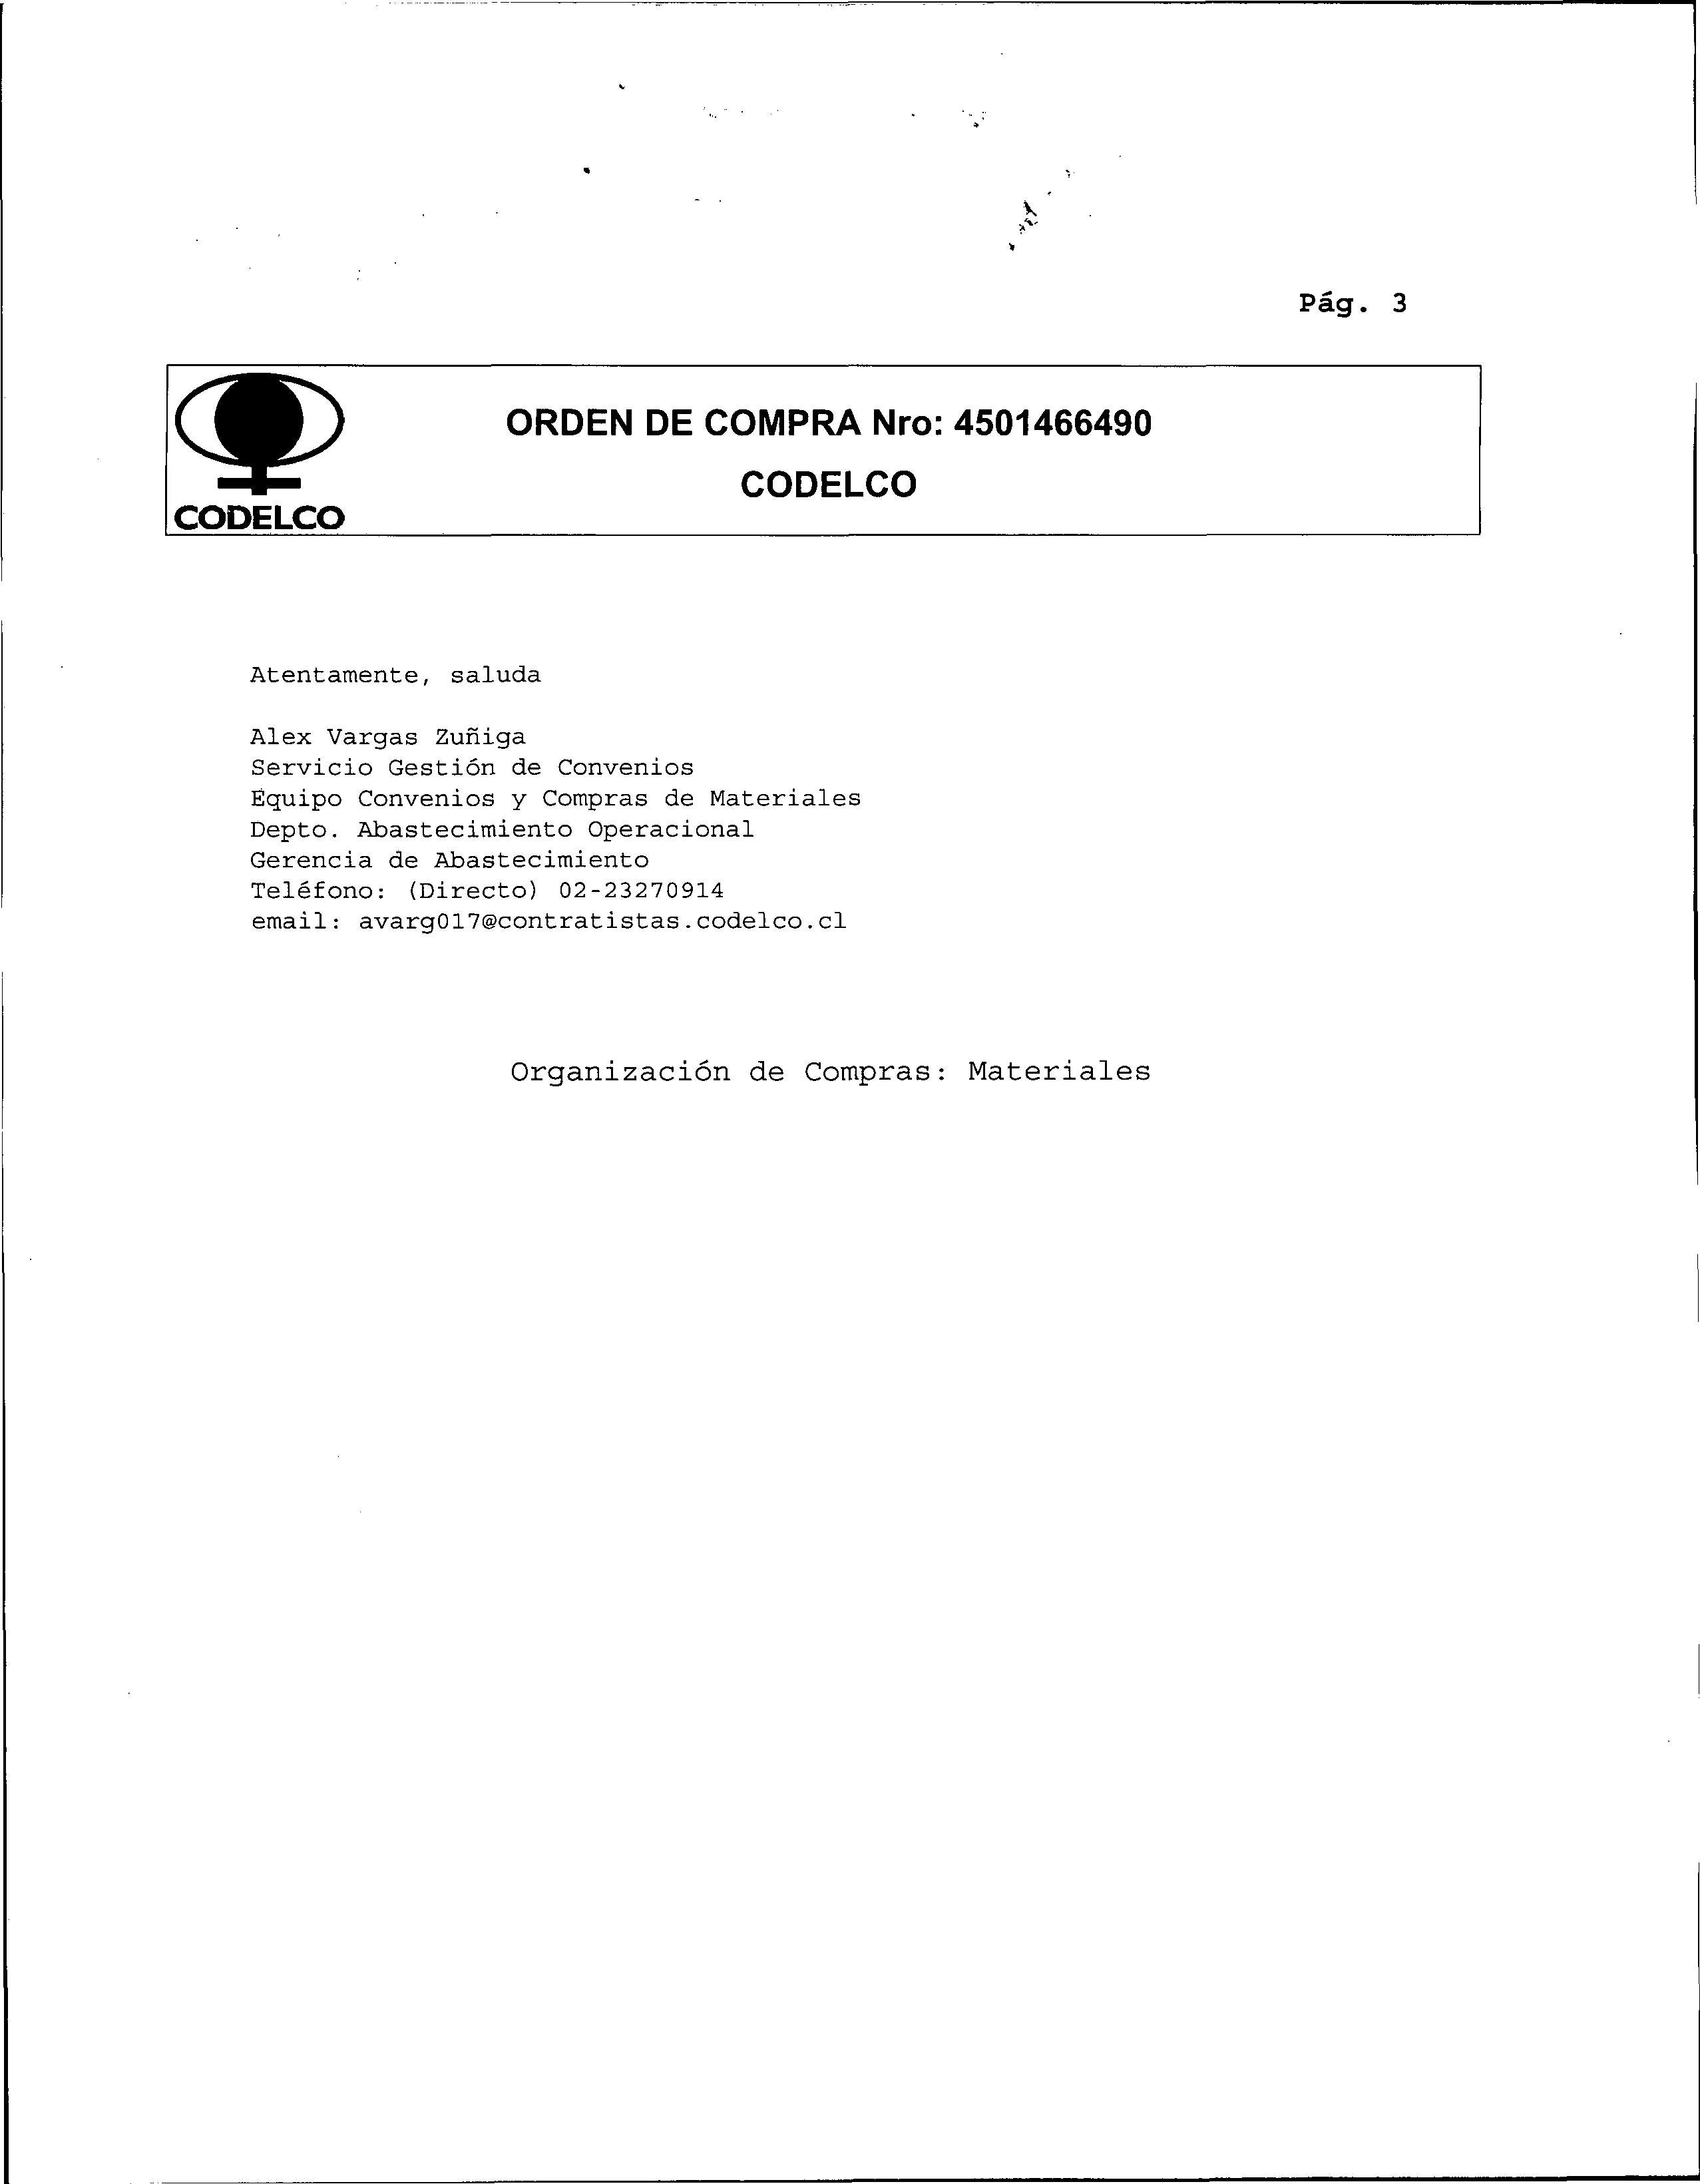 Pág. 3
ORDEN DE COMPRA Nro: 4501466490
CODELCO
CODELCO
Atentamente, saluda
Alex Vargas Zuñiga
Servicio Gestión de Convenios
Equipo Convenios y Compras de Materiales
Depto. Abastecimiento Operacional
Gerencia de Abastecimiento
Teléfono: (Directo) 02-23270914
email: avarg017@contratistas.codelco.cl
Organización de Compras: Materiales